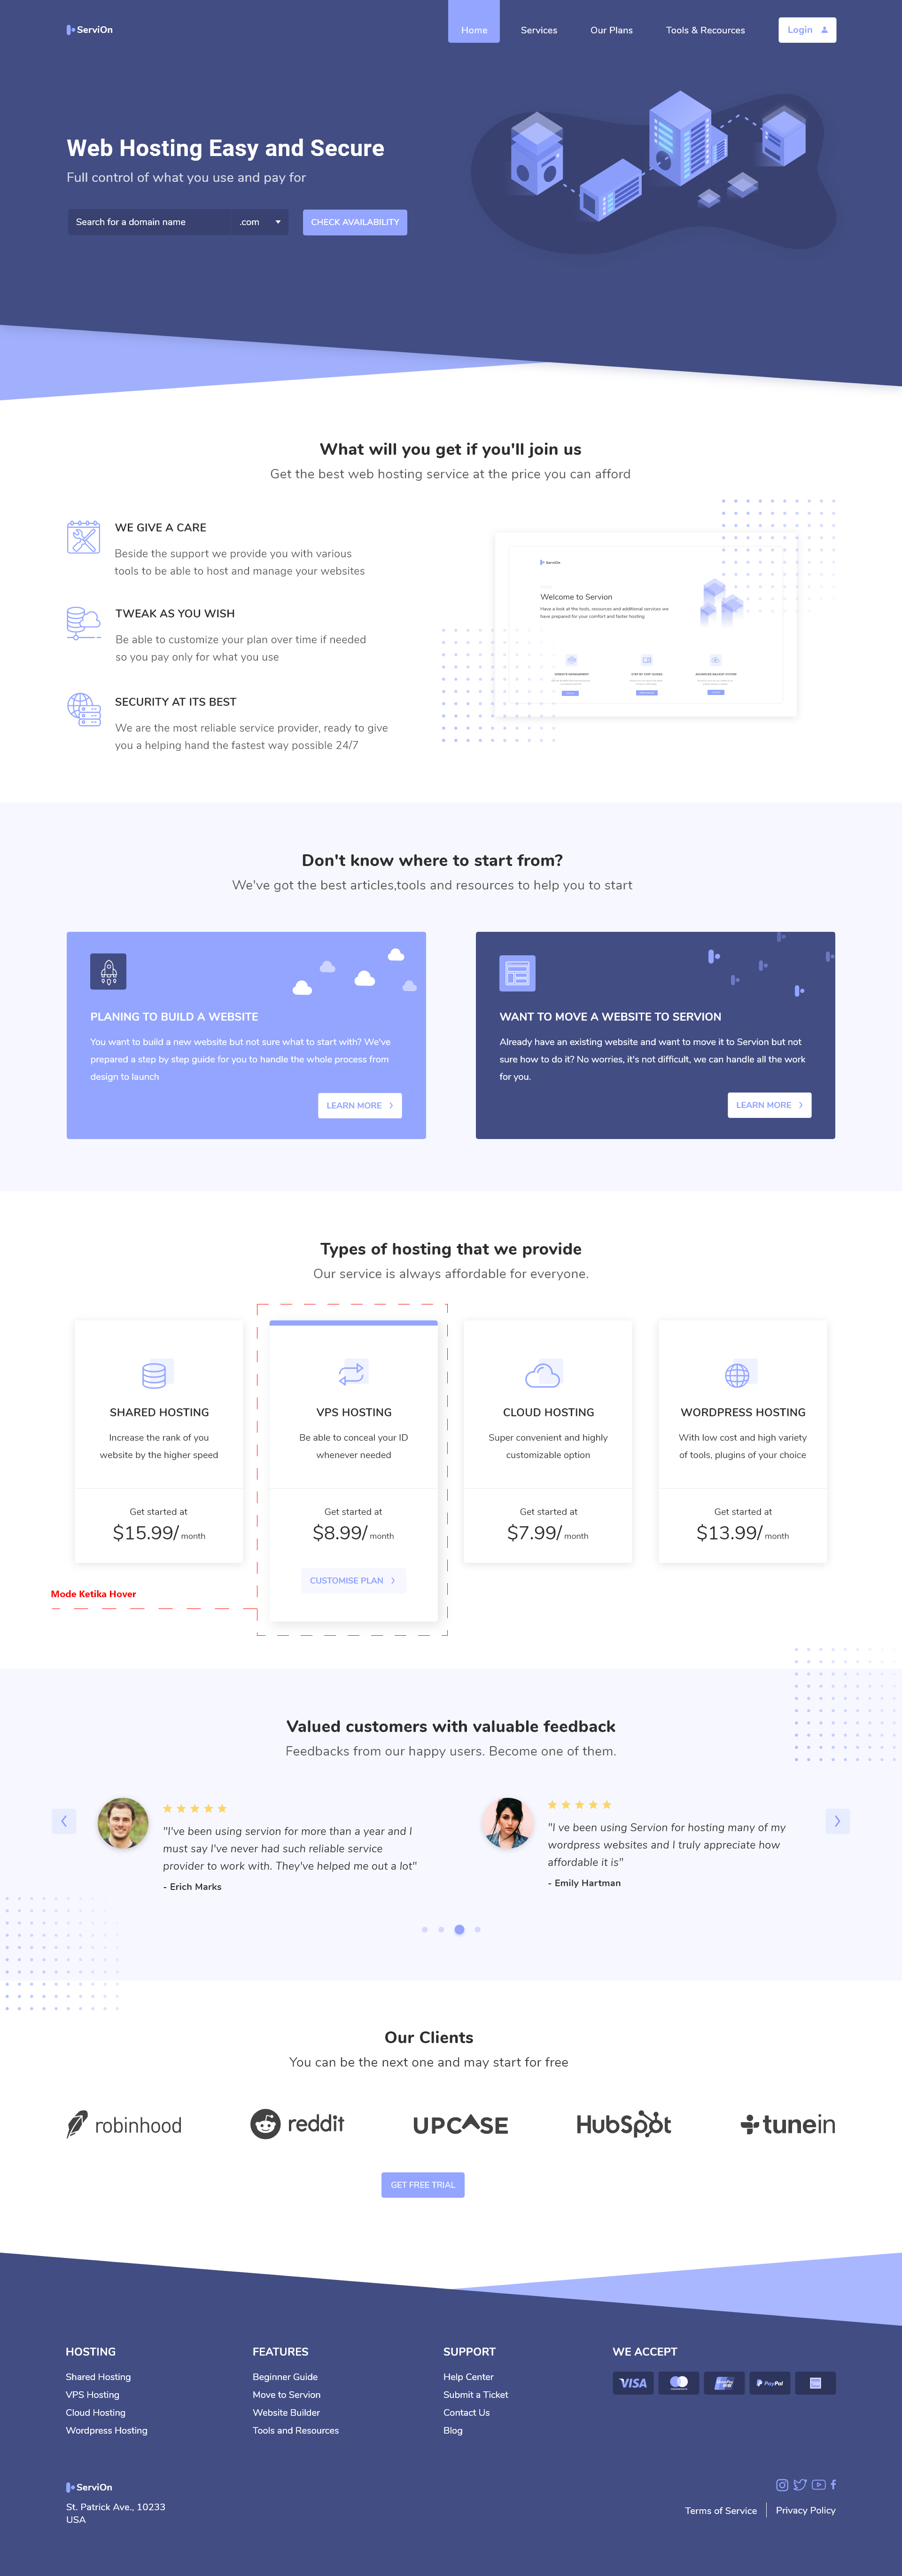 ServiOn
Home
Services
Our Plans
Tools & Recources
Login
Web Hosting Easy and Secure
Full control of what you use and pay for
Search for a domain name
.com
CHECK AVAILABILITY
What will you get if you'll join us
Get the best web hosting service at the price you can afford
WE GIVE A CARE
Beside the support we provide you with various
tools to be able to host and manage your websites
TWEAK AS YOU WISH
Be able to customize your plan over time if needed
so you pay only for what you use
SECURITY AT ITS BEST
We are the most reliable service provider, ready to give
you a helping hand the fastest way possible 24/7
ServiOn
Welcome to Servion
Have a look at the tools, resources and additional services we
have prepared for your comfort and faster hosting
WEBSITE MANAGEMENT
STEP BY STEP GUIDES
ADVANCED BACKUP SYSTEM
Don't know where to start from?
We've got the best articles,tools and resources to help you to start
PLANING TO BUILD A WEBSITE
You want to build a new website but not sure what to start with? We've
prepared a step by step guide for you to handle the whole process from
design to launch
LEARN MORE
WANT TO MOVE A WEBSITE TO SERVION
Already have an existing website and want to move it to Servion but not
sure how to do it? No worries, it's not difficult, we can handle all the work
for you.
LEARN MORE
Types of hosting that we provide
Our service is always affordable for everyone.
SHARED HOSTING
Increase the rank of you
website by the higher speed
Get started at
$15.99/ month
VPS HOSTING
Be able to conceal your ID
whenever needed
Get started at
$8.99/ month
CUSTOMISE PLAN
CLOUD HOSTING
Super convenient and highly
customizable option
Get started at
$7.99/ month
WORDPRESS HOSTING
With low cost and high variety
of tools, plugins of your choice
Get started at
$13.99/ month
Mode Ketika Hover
Valued customers with valuable feedback
Feedbacks from our happy users. Become one of them.
"I've been using servion for more than a year and I
must say I've never had such reliable service
provider to work with. They've helped me out a lot"
- Erich Marks
"I ve been using Servion for hosting many of my
wordpress websites and I truly appreciate how
affordable it is"
- Emily Hartman
Our Clients
You can be the next one and may start for free
robinhood
reddit
UPCASE
HubSpot
tunein
GET FREE TRIAL
HOSTING
Shared Hosting
VPS Hosting
Cloud Hosting
Wordpress Hosting
FEATURES
Beginner Guide
Move to Servion
Website Builder
Tools and Resources
SUPPORT
Help Center
Submit a Ticket
Contact Us
Blog
WE ACCEPT
VISA
PayPal
ServiOn
St. Patrick Ave., 10233
USA
Terms of Service
Privacy Policy